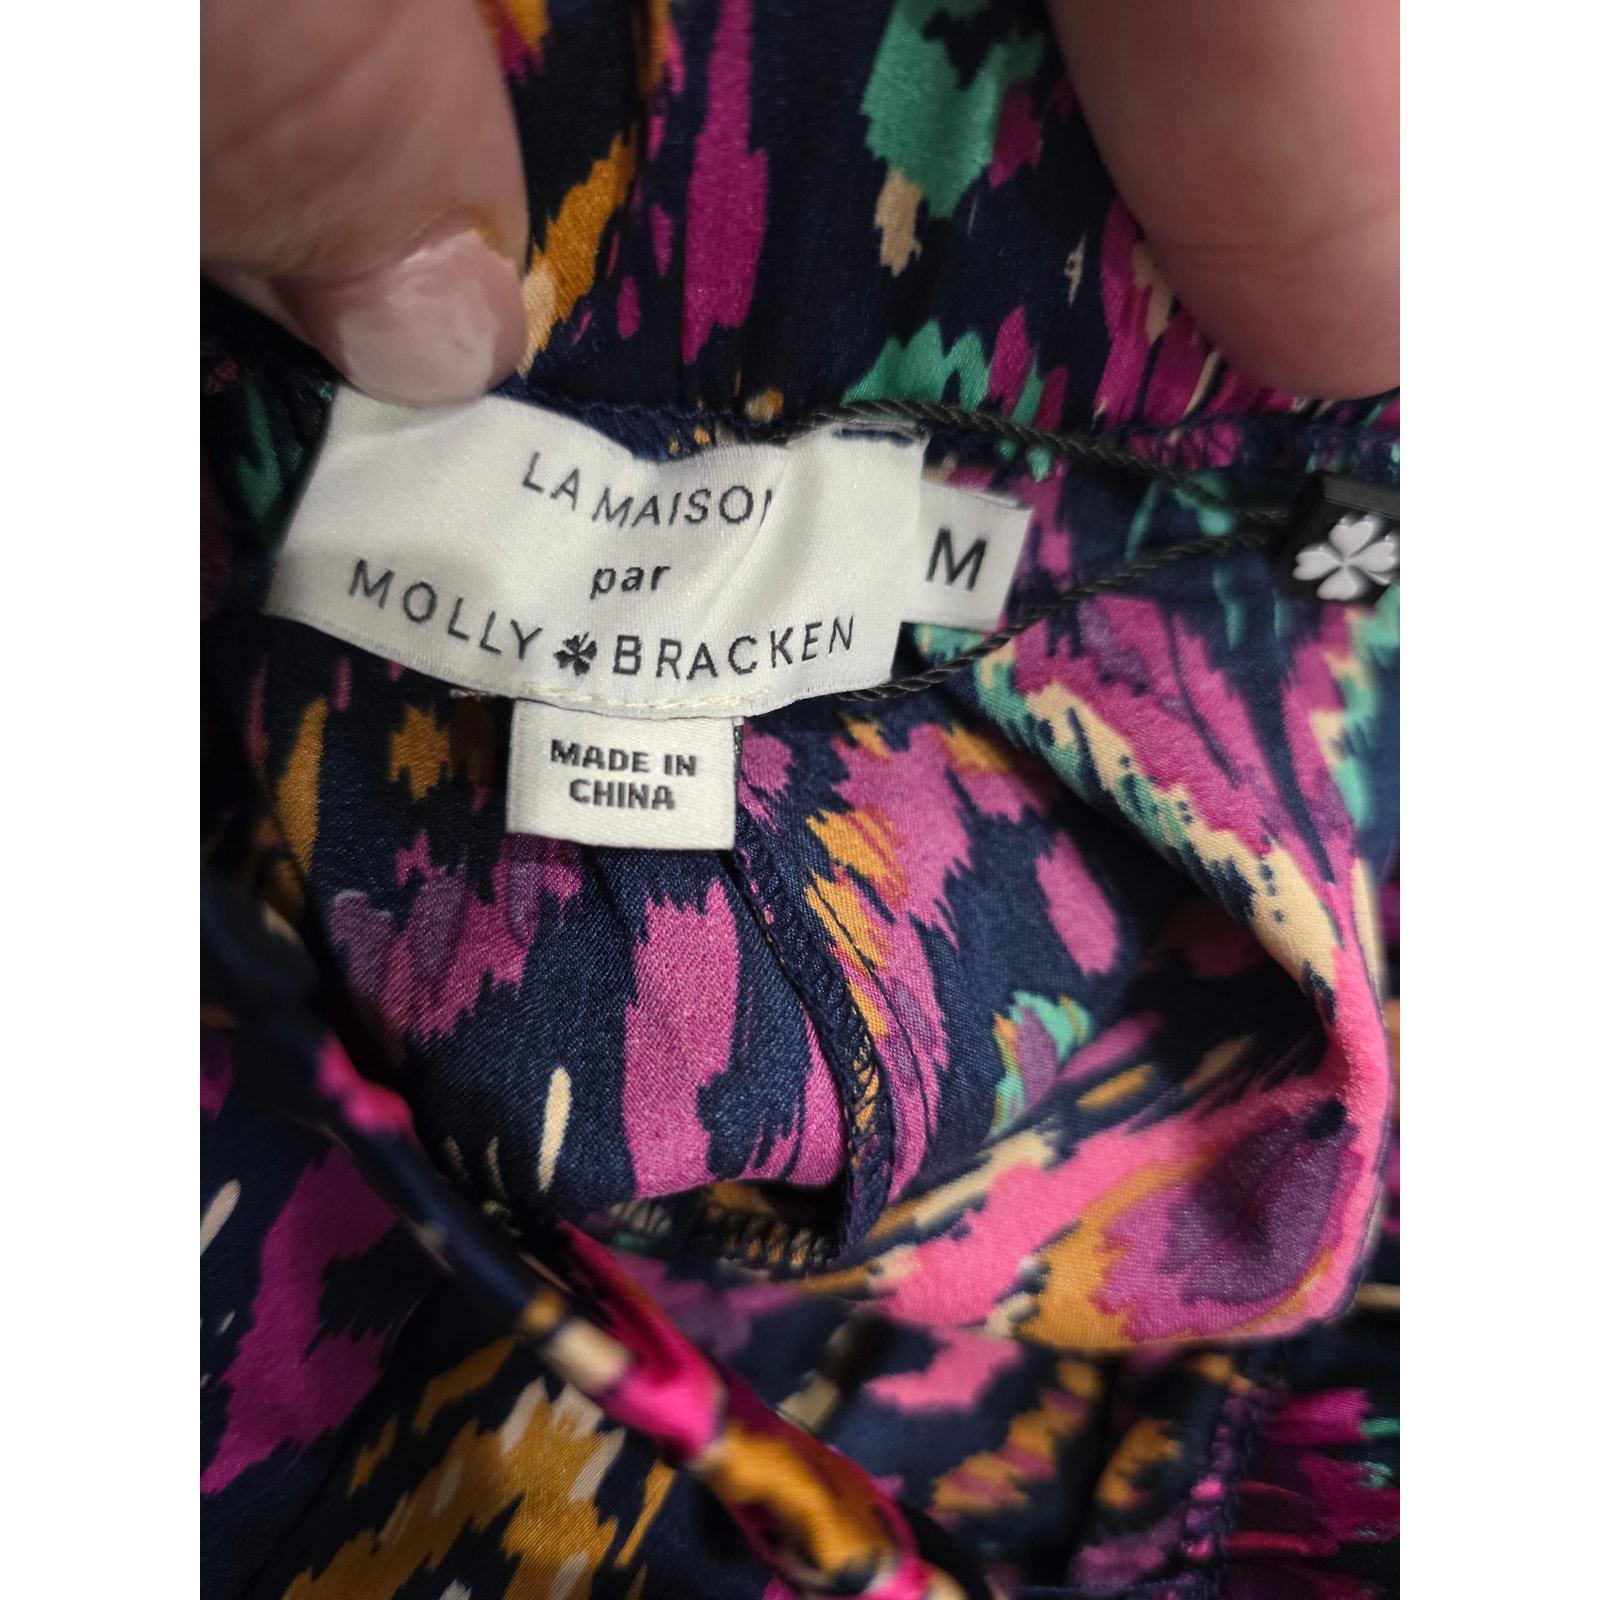 LA MAISON
par
MOLLY BRACKEN
M
MADE IN
CHINA